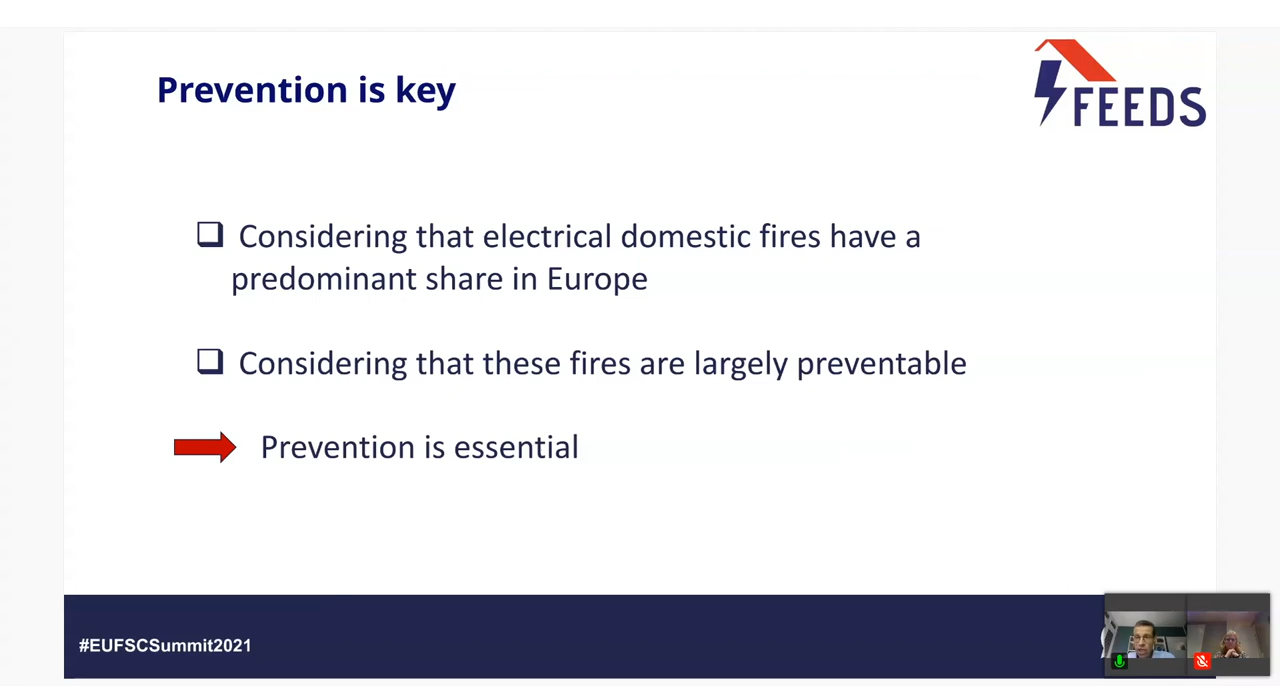 Prevention is key
FEEDS
Considering that electrical domestic fires have a
predominant share in Europe
Considering that these fires are largely preventable
Prevention is essential
#EUFSCSummit2021